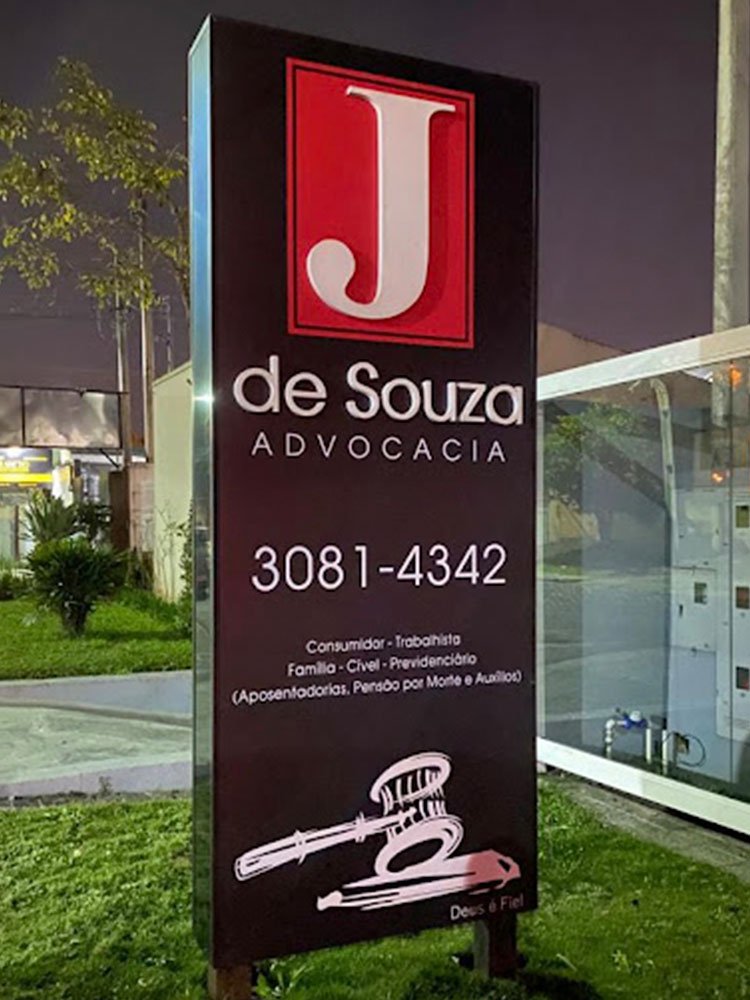 J
de Souza
ADVOCACIA
3081-4342
Consumidor - Trabalhista
Família - Cível - Previdenciário
(Aposentadorias, Pensão por Morte e Auxílios)
Deus é Fiel